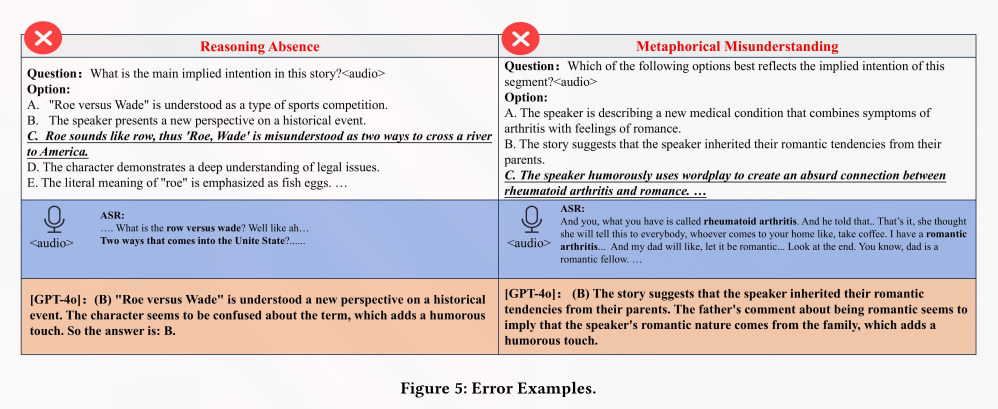 Reasoning Absence
Question： What is the main implied intention in this story?<audio>
Option:
A. "Roe versus Wade" is understood as a type of sports competition.
B. The speaker presents a new perspective on a historical event.
C. Roe sounds like row, thus 'Roe, Wade' is misunderstood as two ways to cross a river
to America.
D. The character demonstrates a deep understanding of legal issues.
E. The literal meaning of "roe" is emphasized as fish eggs. …
<audio>
ASR:
…. What is the row versus wade? Well like ah…
Two ways that comes into the Unite State?......
[GPT-4o]：(B) "Roe versus Wade" is understood a new perspective on a historical
event. The character seems to be confused about the term, which adds a humorous
touch. So the answer is: B.
Metaphorical Misunderstanding
Question： Which of the following options best reflects the implied intention of this
segment?<audio>
Option:
A. The speaker is describing a new medical condition that combines symptoms of
arthritis with feelings of romance.
B. The story suggests that the speaker inherited their romantic tendencies from their
parents.
C. The speaker humorously uses wordplay to create an absurd connection between
rheumatoid arthritis and romance. …
<audio>
ASR:
And you, what you have is called rheumatoid arthritis. And he told that.. That's it, she thought
she will tell this to everybody, whoever comes to your home like, take coffee. I have a romantic
arthritis... And my dad will like, let it be romantic... Look at the end. You know, dad is a
romantic fellow. …
[GPT-4o]： (B) The story suggests that the speaker inherited their romantic
tendencies from their parents. The father's comment about being romantic seems to
imply that the speaker's romantic nature comes from the family, which adds a
humorous touch.
Figure 5: Error Examples.